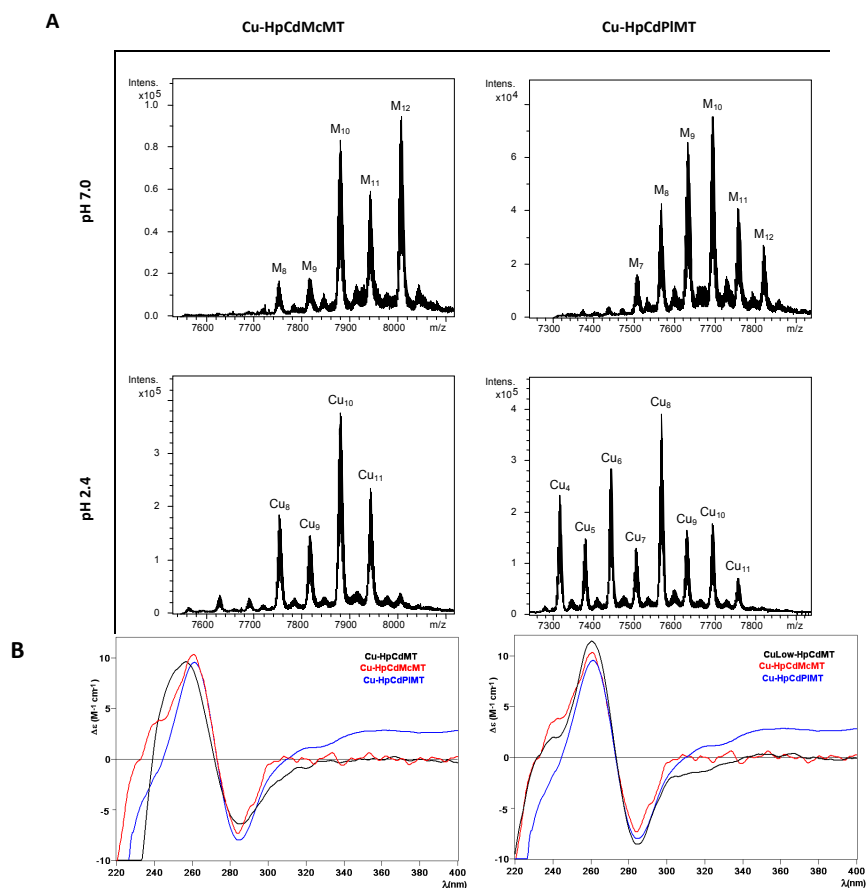 A
Cu-HpCdMcMT Cu-HpCdPlMT
pH 7.0
Intens.
x10⁵
1.0
0.8
0.6
0.4
0.2
0.0
M₈ M₉ M₁₀ M₁₁ M₁₂
7600 7700 7800 7900 8000 m/z
Intens.
x10⁴
6
4
2
0
M₇ M₈ M₉ M₁₀ M₁₁ M₁₂
7300 7400 7500 7600 7700 m/z
pH 2.4
Intens.
x10⁵
3
2
1
0
Cu₈ Cu₉ Cu₁₀ Cu₁₁
7600 7700 7800 7900 8000 m/z
Intens.
x10⁵
4
3
2
1
0
Cu₄ Cu₅ Cu₆ Cu₇ Cu₈ Cu₉ Cu₁₀ Cu₁₁
7300 7400 7500 7600 7700 m/z
B
Cu-HpCdMT
Cu-HpCdMcMT
Cu-HpCdPlMT
Δε (M⁻¹ cm⁻¹)
10
5
0
-5
-10
220 240 260 280 300 320 340 360 380 400
λ(nm)
CuLow-HpCdMT
Cu-HpCdMcMT
Cu-HpCdPlMT
Δε (M⁻¹ cm⁻¹)
10
5
0
-5
-10
220 240 260 280 300 320 340 360 380 400
λ(nm)